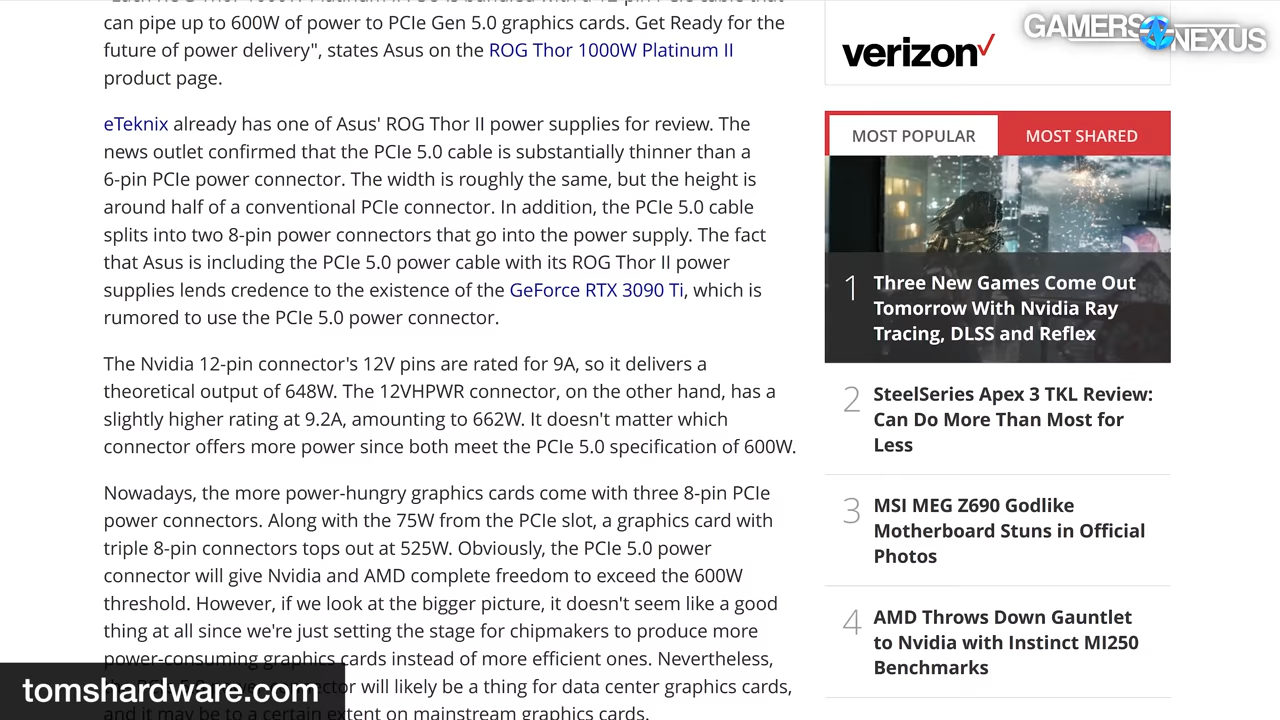 can pipe up to 600W of power to PCIe Gen 5.0 graphics cards. Get Ready for the
future of power delivery", states Asus on the ROG Thor 1000W Platinum II
product page.
eTeknix already has one of Asus' ROG Thor II power supplies for review. The
news outlet confirmed that the PCIe 5.0 cable is substantially thinner than a
6-pin PCIe power connector. The width is roughly the same, but the height is
around half of a conventional PCIe connector. In addition, the PCIe 5.0 cable
splits into two 8-pin power connectors that go into the power supply. The fact
that Asus is including the PCIe 5.0 power cable with its ROG Thor II power
supplies lends credence to the existence of the GeForce RTX 3090 Ti, which is
rumored to use the PCIe 5.0 power connector.
The Nvidia 12-pin connector's 12V pins are rated for 9A, so it delivers a
theoretical output of 648W. The 12VHPWR connector, on the other hand, has a
slightly higher rating at 9.2A, amounting to 662W. It doesn't matter which
connector offers more power since both meet the PCIe 5.0 specification of 600W.
Nowadays, the more power-hungry graphics cards come with three 8-pin PCIe
power connectors. Along with the 75W from the PCIe slot, a graphics card with
triple 8-pin connectors tops out at 525W. Obviously, the PCIe 5.0 power
connector will give Nvidia and AMD complete freedom to exceed the 600W
threshold. However, if we look at the bigger picture, it doesn't seem like a good
thing at all since we're just setting the stage for chipmakers to produce more
power-consuming graphics cards instead of more efficient ones. Nevertheless,
will likely be a thing for data center graphics cards,
and it may be to a certain extent on mainstream graphics cards.
tomshardware.com
GAMERS NEXUS
verizon
MOST POPULAR
MOST SHARED
1
Three New Games Come Out
Tomorrow With Nvidia Ray
Tracing, DLSS and Reflex
2
SteelSeries Apex 3 TKL Review:
Can Do More Than Most for
Less
3
MSI MEG Z690 Godlike
Motherboard Stuns in Official
Photos
4
AMD Throws Down Gauntlet
to Nvidia with Instinct MI250
Benchmarks